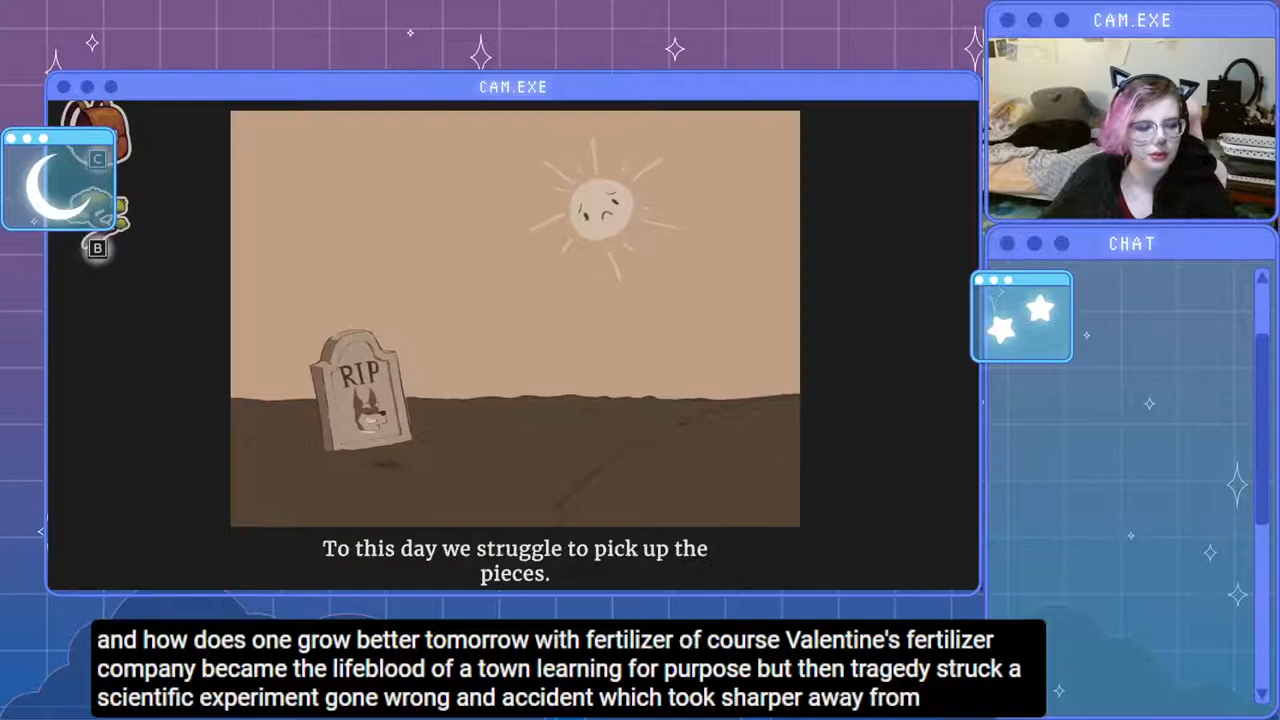 CAM.EXE
CAM.EXE
C
B
RIP
CHAT
To this day we struggle to pick up the
pieces.
and how does one grow better tomorrow with fertilizer of course Valentine's fertilizer
company became the lifeblood of a town learning for purpose but then tragedy struck a
scientific experiment gone wrong and accident which took sharper away from